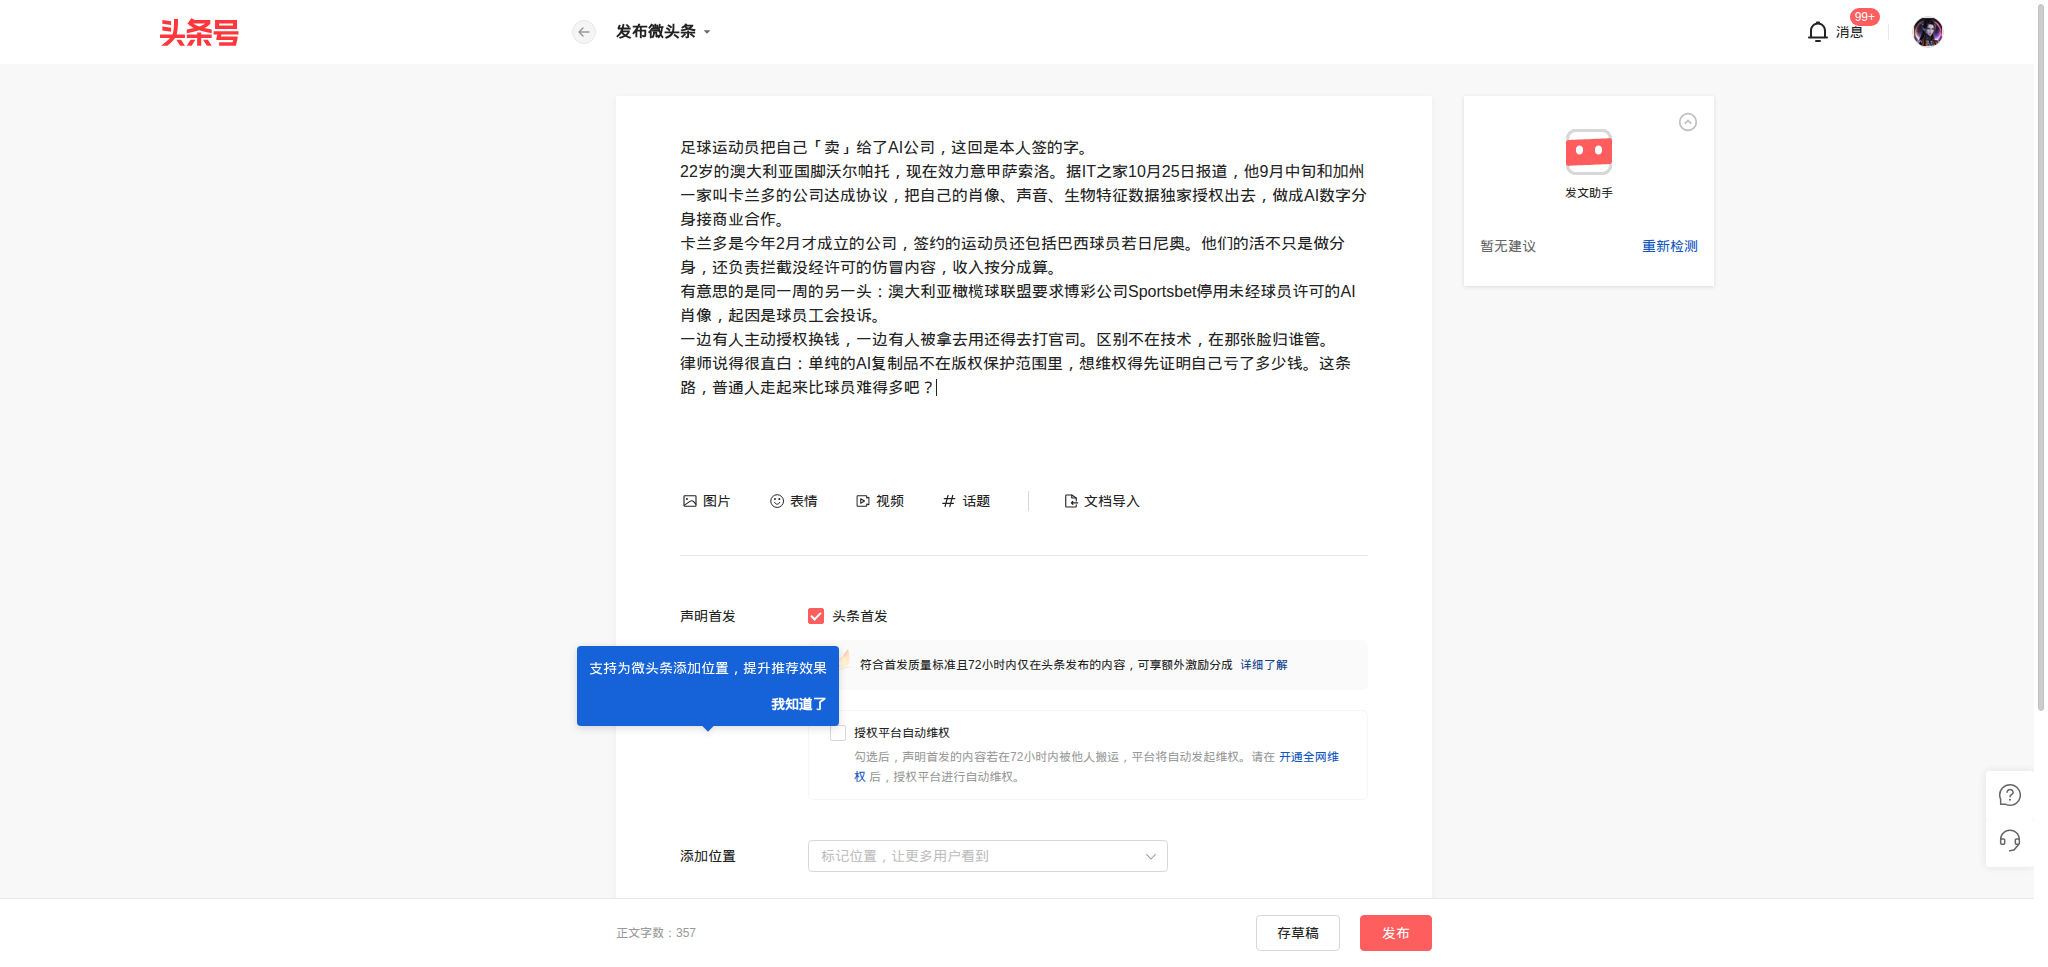 头条号
发布微头条
消息
99+
足球运动员把自己「卖」给了AI公司，这回是本人签的字。
22岁的澳大利亚国脚沃尔帕托，现在效力意甲萨索洛。据IT之家10月25日报道，他9月中旬和加州
一家叫卡兰多的公司达成协议，把自己的肖像、声音、生物特征数据独家授权出去，做成AI数字分
身接商业合作。
卡兰多是今年2月才成立的公司，签约的运动员还包括巴西球员若日尼奥。他们的活不只是做分
身，还负责拦截没经许可的仿冒内容，收入按分成算。
有意思的是同一周的另一头：澳大利亚橄榄球联盟要求博彩公司Sportsbet停用未经球员许可的AI
肖像，起因是球员工会投诉。
一边有人主动授权换钱，一边有人被拿去用还得去打官司。区别不在技术，在那张脸归谁管。
律师说得很直白：单纯的AI复制品不在版权保护范围里，想维权得先证明自己亏了多少钱。这条
路，普通人走起来比球员难得多吧？
发文助手
暂无建议 重新检测
图片 表情 视频 话题 文档导入
声明首发 头条首发
支持为微头条添加位置，提升推荐效果
我知道了
符合首发质量标准且72小时内仅在头条发布的内容，可享额外激励分成 详细了解
授权平台自动维权
勾选后，声明首发的内容若在72小时内被他人搬运，平台将自动发起维权。请在 开通全网维
权 后，授权平台进行自动维权。
添加位置 标记位置，让更多用户看到
正文字数：357 存草稿 发布